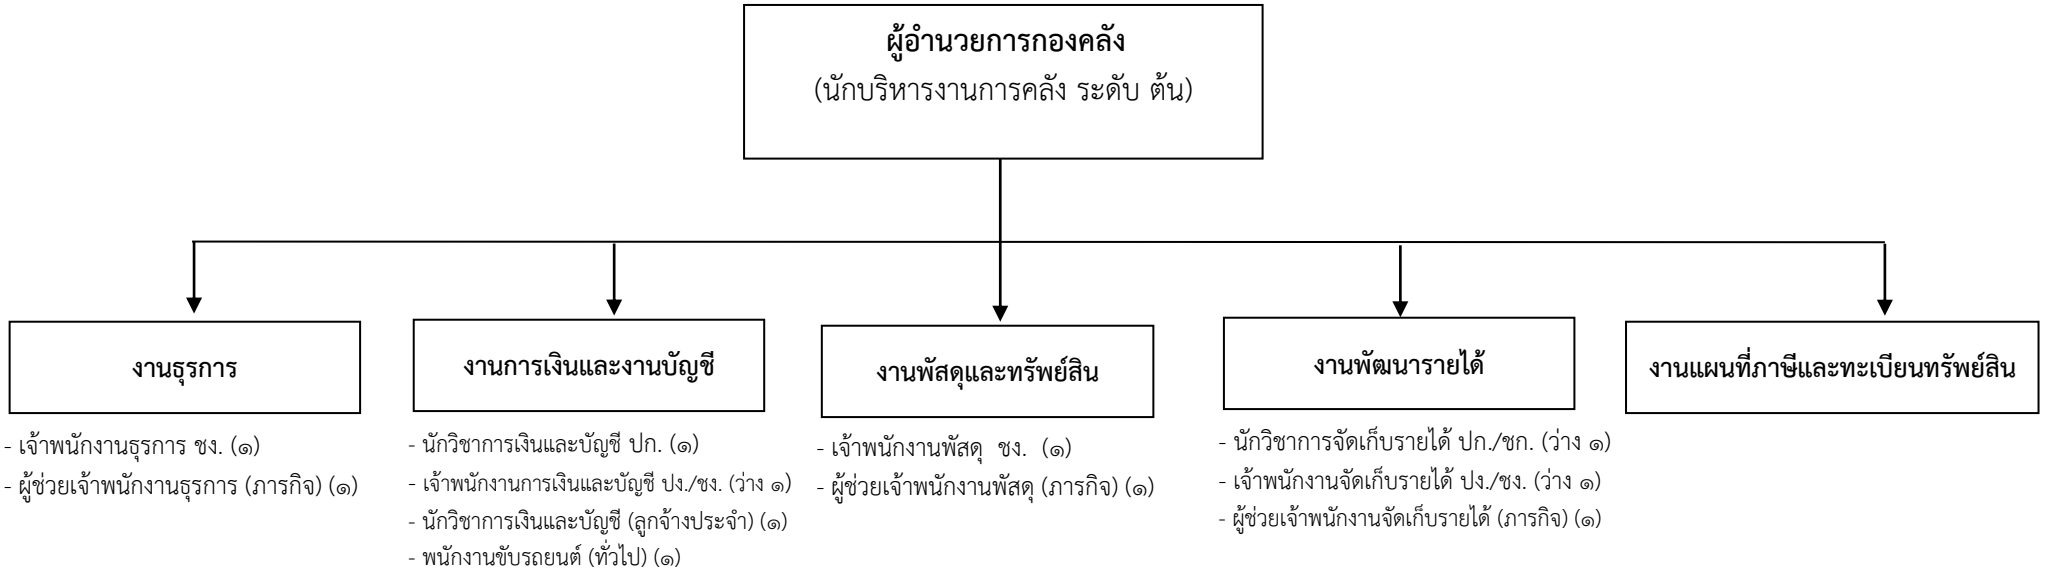 ผู้อำนวยการกองคลัง
(นักบริหารงานการคลัง ระดับ ต้น)
งานธุรการ
- เจ้าพนักงานธุรการ ชง. (๑)
- ผู้ช่วยเจ้าพนักงานธุรการ (ภารกิจ) (๑)
งานการเงินและงานบัญชี
- นักวิชาการเงินและบัญชี ปก. (๑)
- เจ้าพนักงานการเงินและบัญชี ปง./ชง. (ว่าง ๑)
- นักวิชาการเงินและบัญชี (ลูกจ้างประจำ) (๑)
- พนักงานขับรถยนต์ (ทั่วไป) (๑)
งานพัสดุและทรัพย์สิน
- เจ้าพนักงานพัสดุ ชง. (๑)
- ผู้ช่วยเจ้าพนักงานพัสดุ (ภารกิจ) (๑)
งานพัฒนารายได้
- นักวิชาการจัดเก็บรายได้ ปก./ชก. (ว่าง ๑)
- เจ้าพนักงานจัดเก็บรายได้ ปง./ชง. (ว่าง ๑)
- ผู้ช่วยเจ้าพนักงานจัดเก็บรายได้ (ภารกิจ) (๑)
งานแผนที่ภาษีและทะเบียนทรัพย์สิน